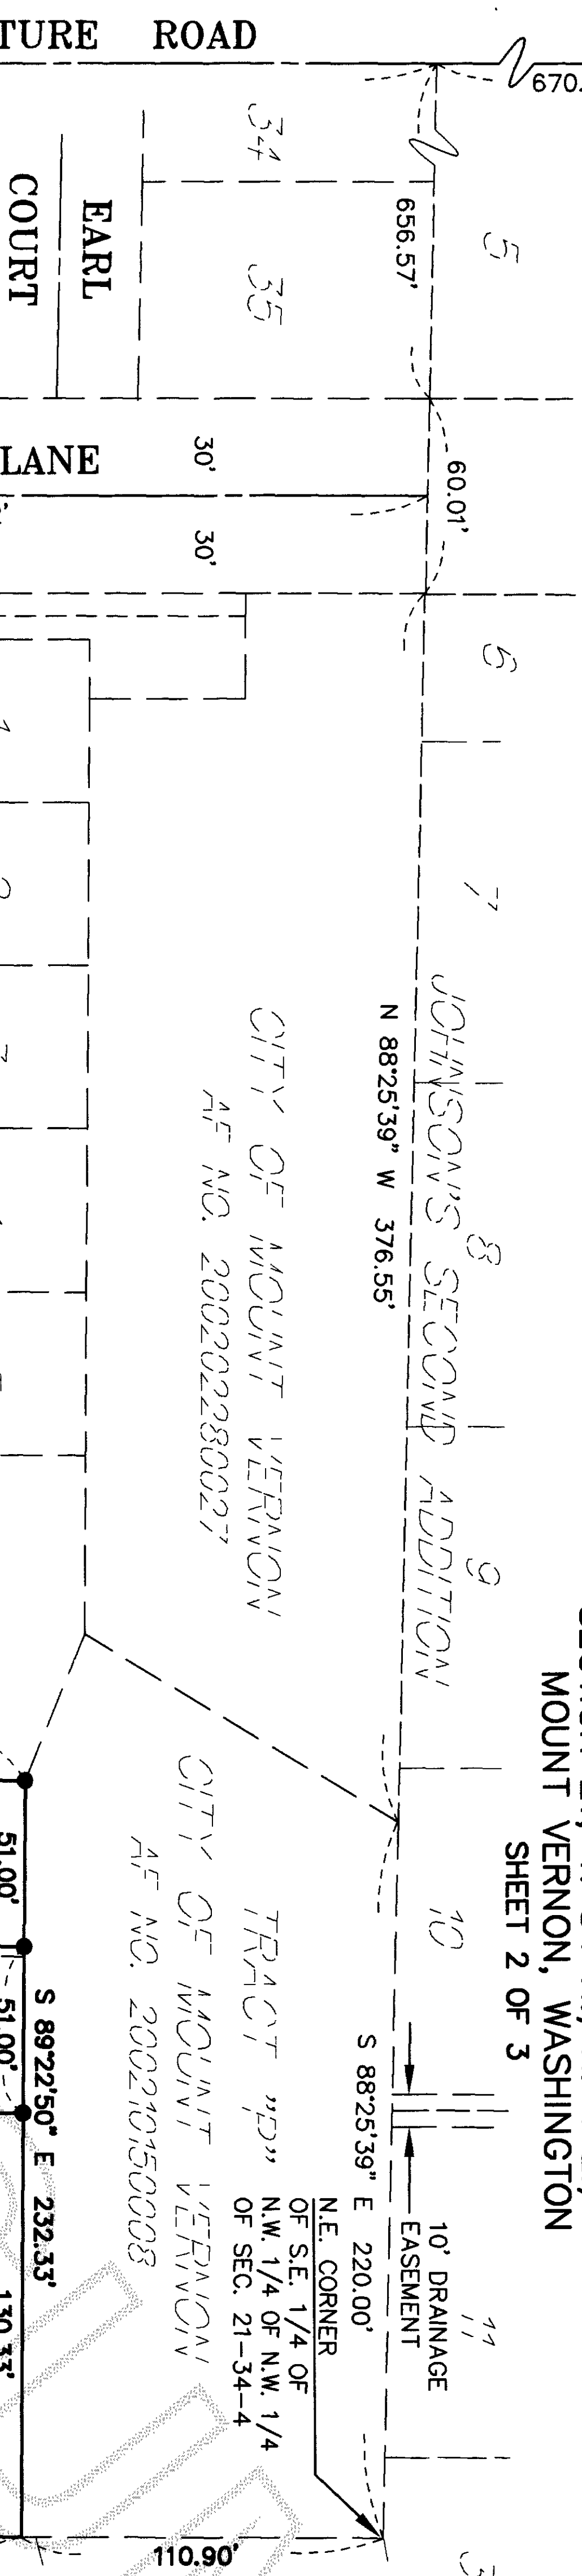 TURE ROAD
670.
34
5
EARL
COURT
35
656.57'
LANE
30'
30'
60.01'
6
7
JOHNSON'S SECOND ADDITION
N 88°25'39" W 376.55'
8
CITY OF MOUNT VERNON
AF NO. 200202280027
9
MOUNT VERNON, WASHINGTON
SHEET 2 OF 3
10
TRACT "P"
CITY OF MOUNT VERNON
AF NO. 200210150008
51.00'
51.00'
S 89°22'50" E 232.33'
130.33'
S 88°25'39" E 220.00'
10' DRAINAGE
EASEMENT
11
N.E. CORNER
OF S.E. 1/4 OF
N.W. 1/4 OF N.W. 1/4
OF SEC. 21-34-4
110.90'